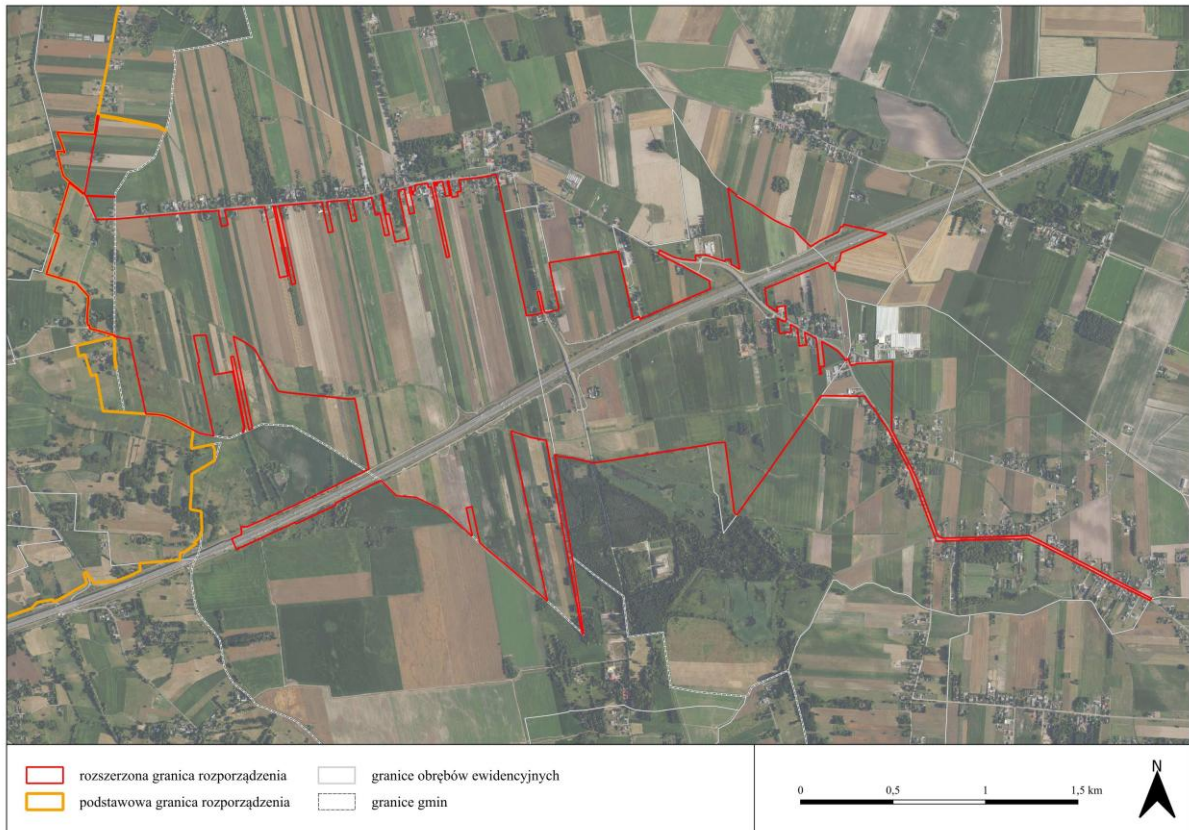 rozszerzona granica rozporządzenia
podstawowa granica rozporządzenia
granice obrębów ewidencyjnych
granice gmin
0 0,5 1 1,5 km
N